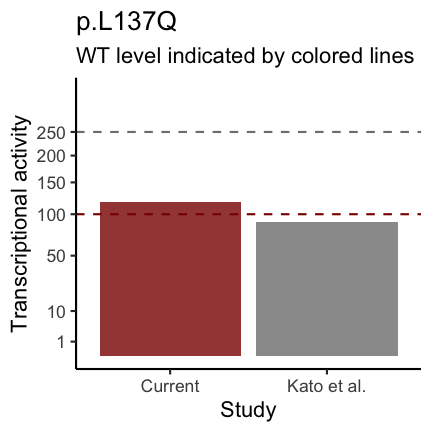 p.L137Q
WT level indicated by colored lines
Transcriptional activity
250
200
150
100
50
10
1
Current
Kato et al.
Study